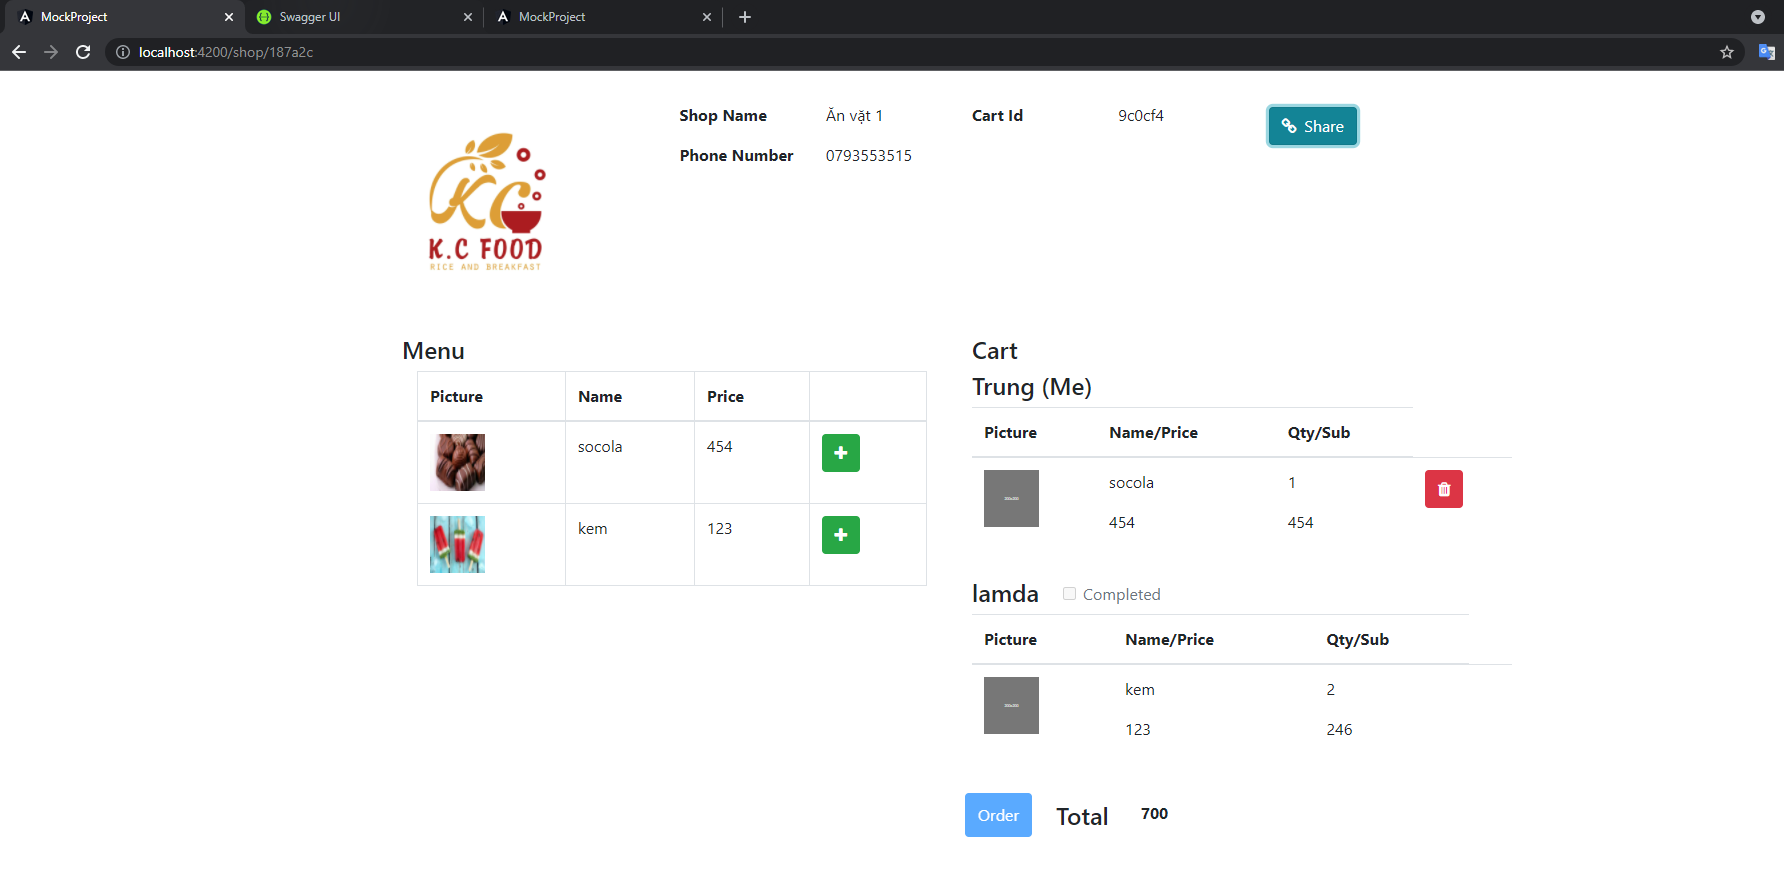 MockProject
Swagger UI
MockProject
localhost:4200/shop/187a2c
Shop Name Ăn vặt 1 Cart Id 9c0cf4 Share
Phone Number 0793553515
KC
K.C FOOD
RICE AND BREAKFAST
Menu
Picture Name Price
socola 454
kem 123
Cart
Trung (Me)
Picture Name/Price Qty/Sub
socola 1
454 454
lamda Completed
Picture Name/Price Qty/Sub
kem 2
123 246
Order Total 700